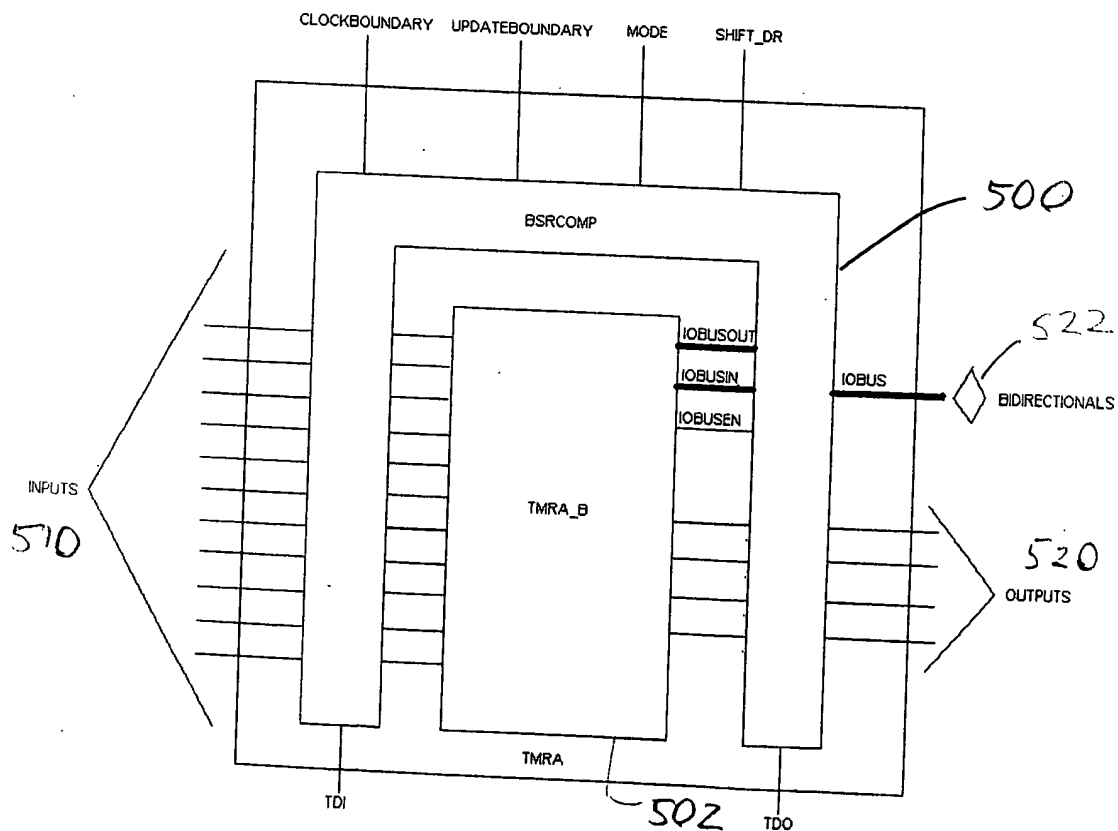 CLOCKBOUNDARY UPDATEBOUNDARY MODE SHIFT_DR
BSRCOMP
500
IOBUSOUT
522
IOBUSIN
IOBUS
BIDIRECTIONALS
IOBUSEN
INPUTS
TMRA_B
510
520
OUTPUTS
TMRA
TDI
502
TDO